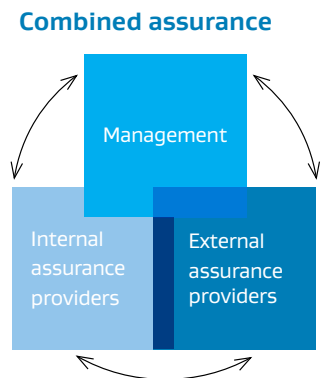 Combined assurance
Management
Internal
assurance
providers
External
assurance
providers